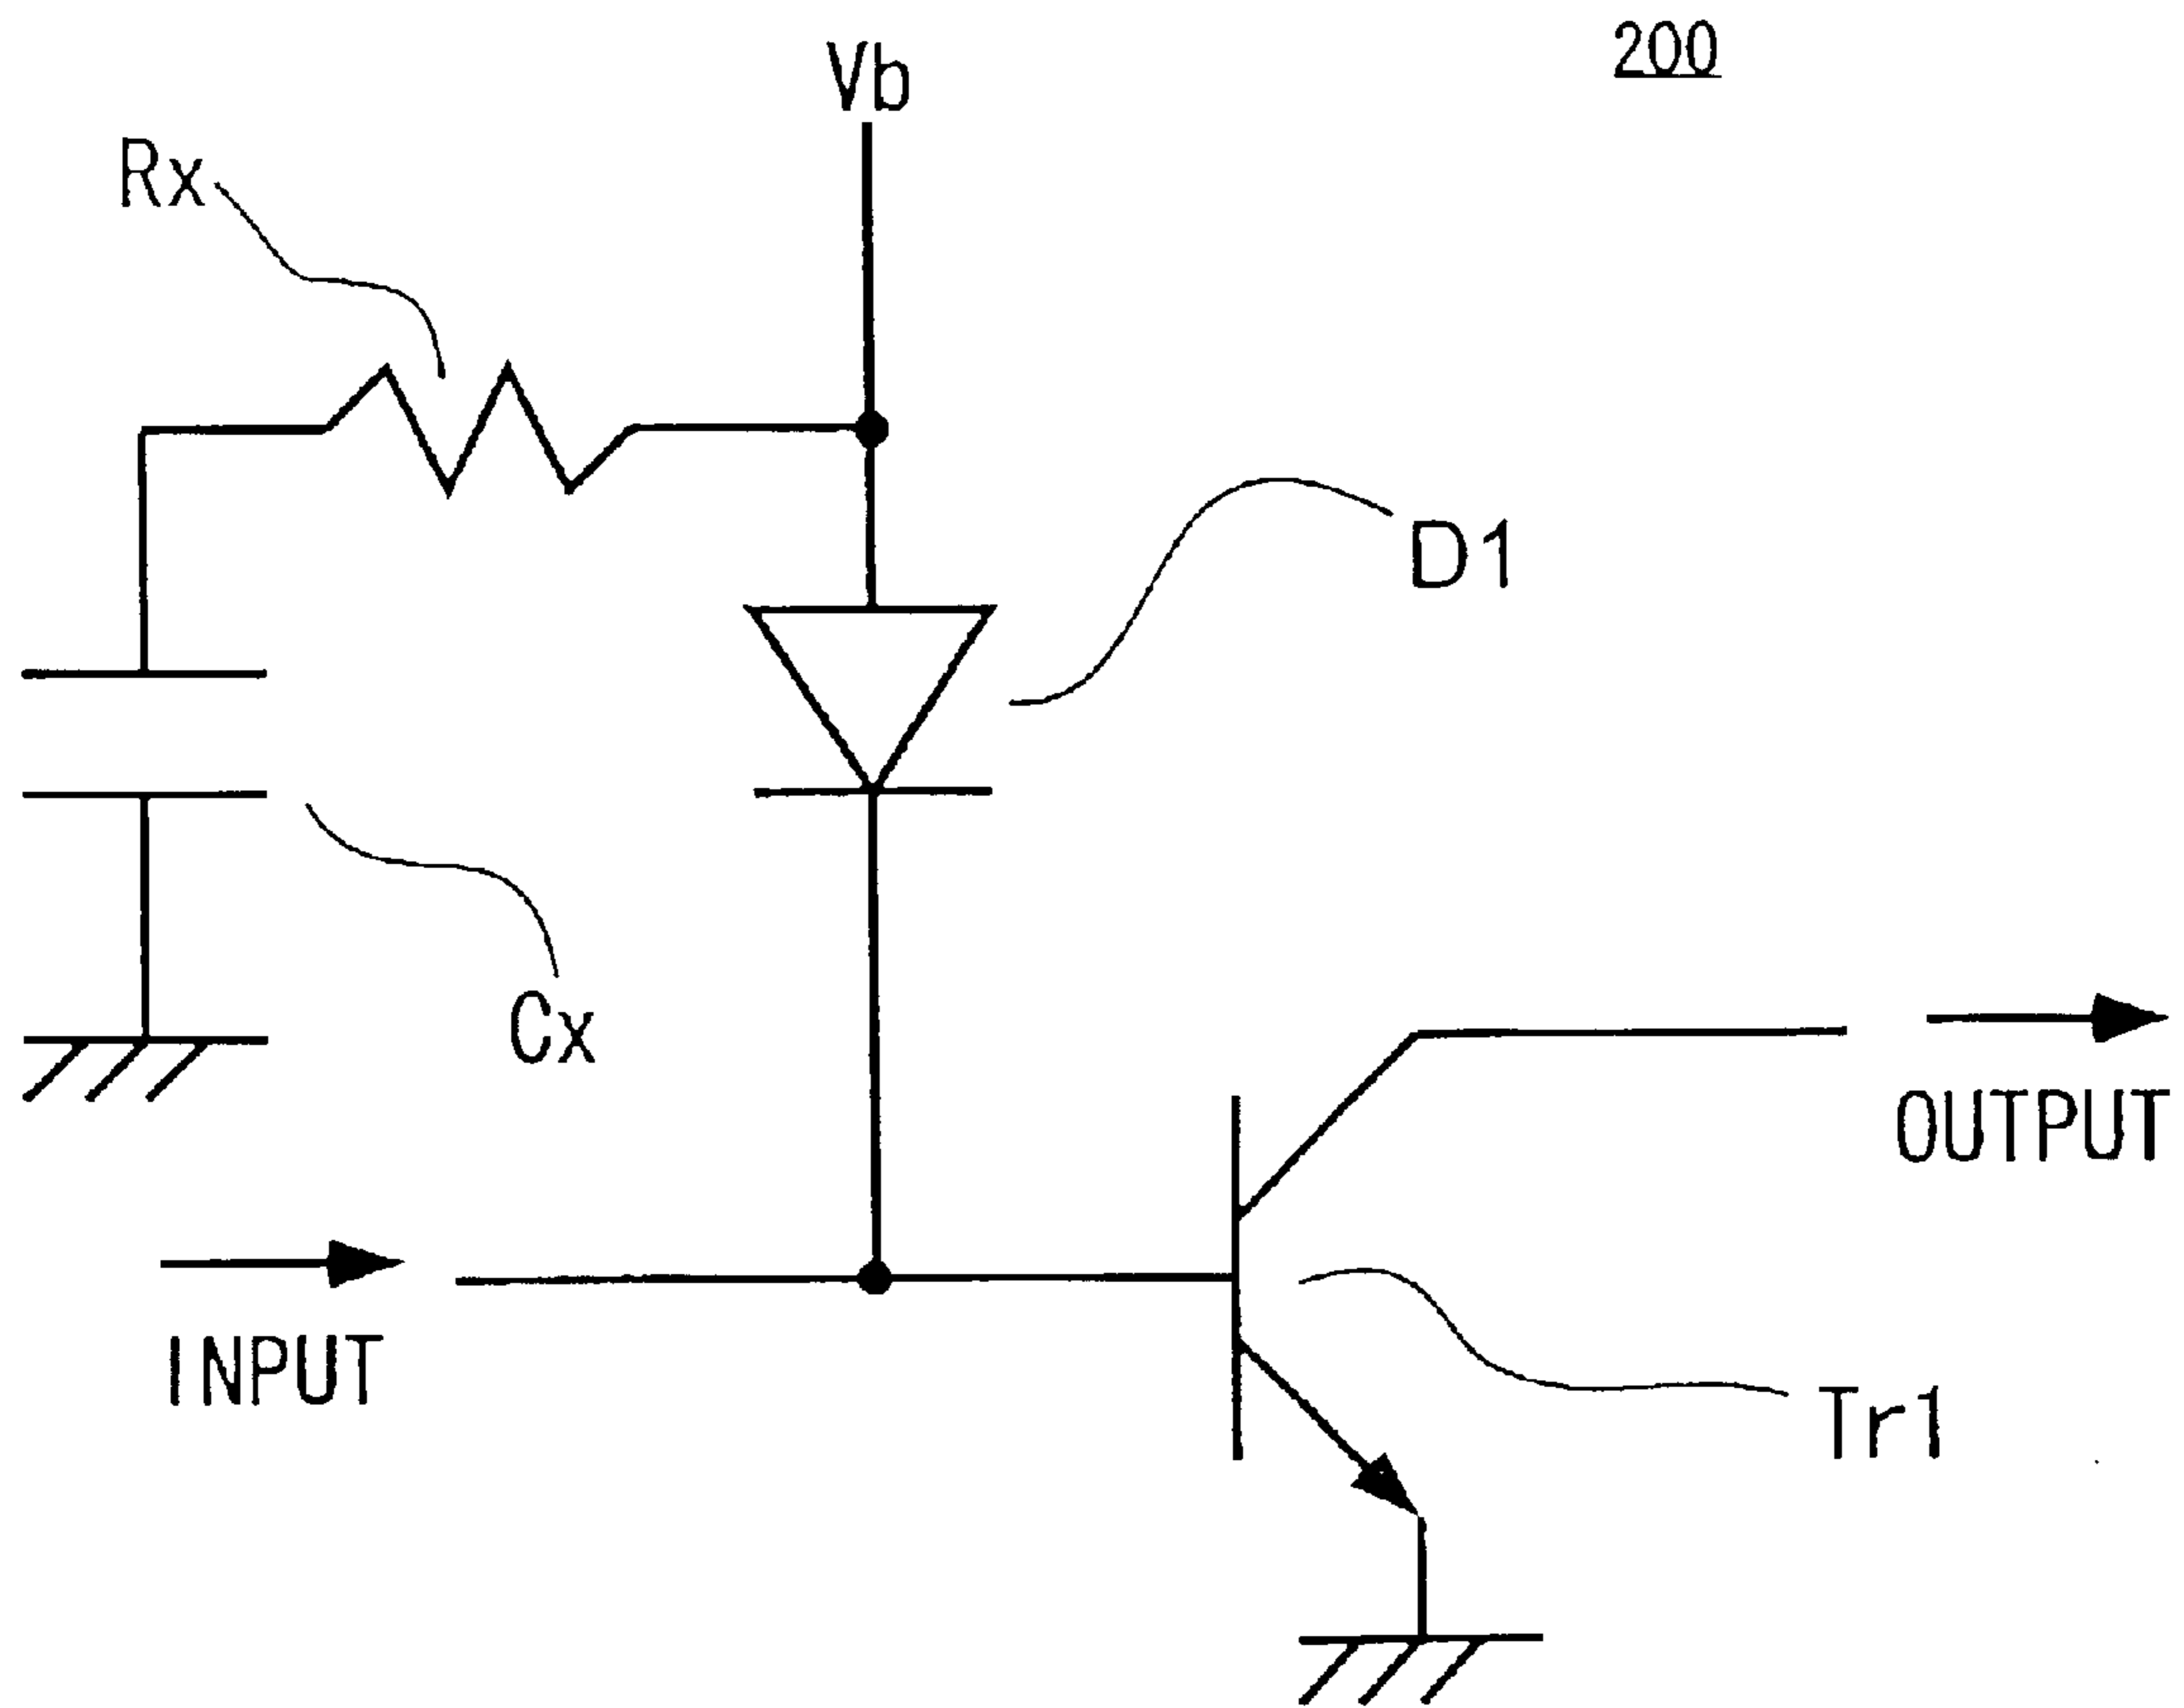 200
Vb
Rx
D1
Cx
OUTPUT
INPUT
Tr1